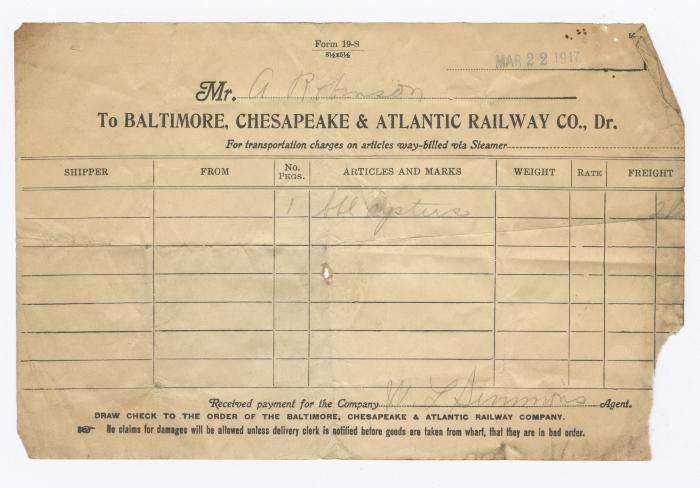 Form 19-S
8½x5½
MAR 22 1917
Mr. A Robinson
To BALTIMORE, CHESAPEAKE & ATLANTIC RAILWAY CO., Dr.
For transportation charges on articles way-billed via Steamer
SHIPPER FROM No. PKGS. ARTICLES AND MARKS WEIGHT RATE FREIGHT
1 bbl oysters
Received payment for the Company W L Simmons Agent.
DRAW CHECK TO THE ORDER OF THE BALTIMORE, CHESAPEAKE & ATLANTIC RAILWAY COMPANY.
☞ No claims for damages will be allowed unless delivery clerk is notified before goods are taken from wharf, that they are in bad order.